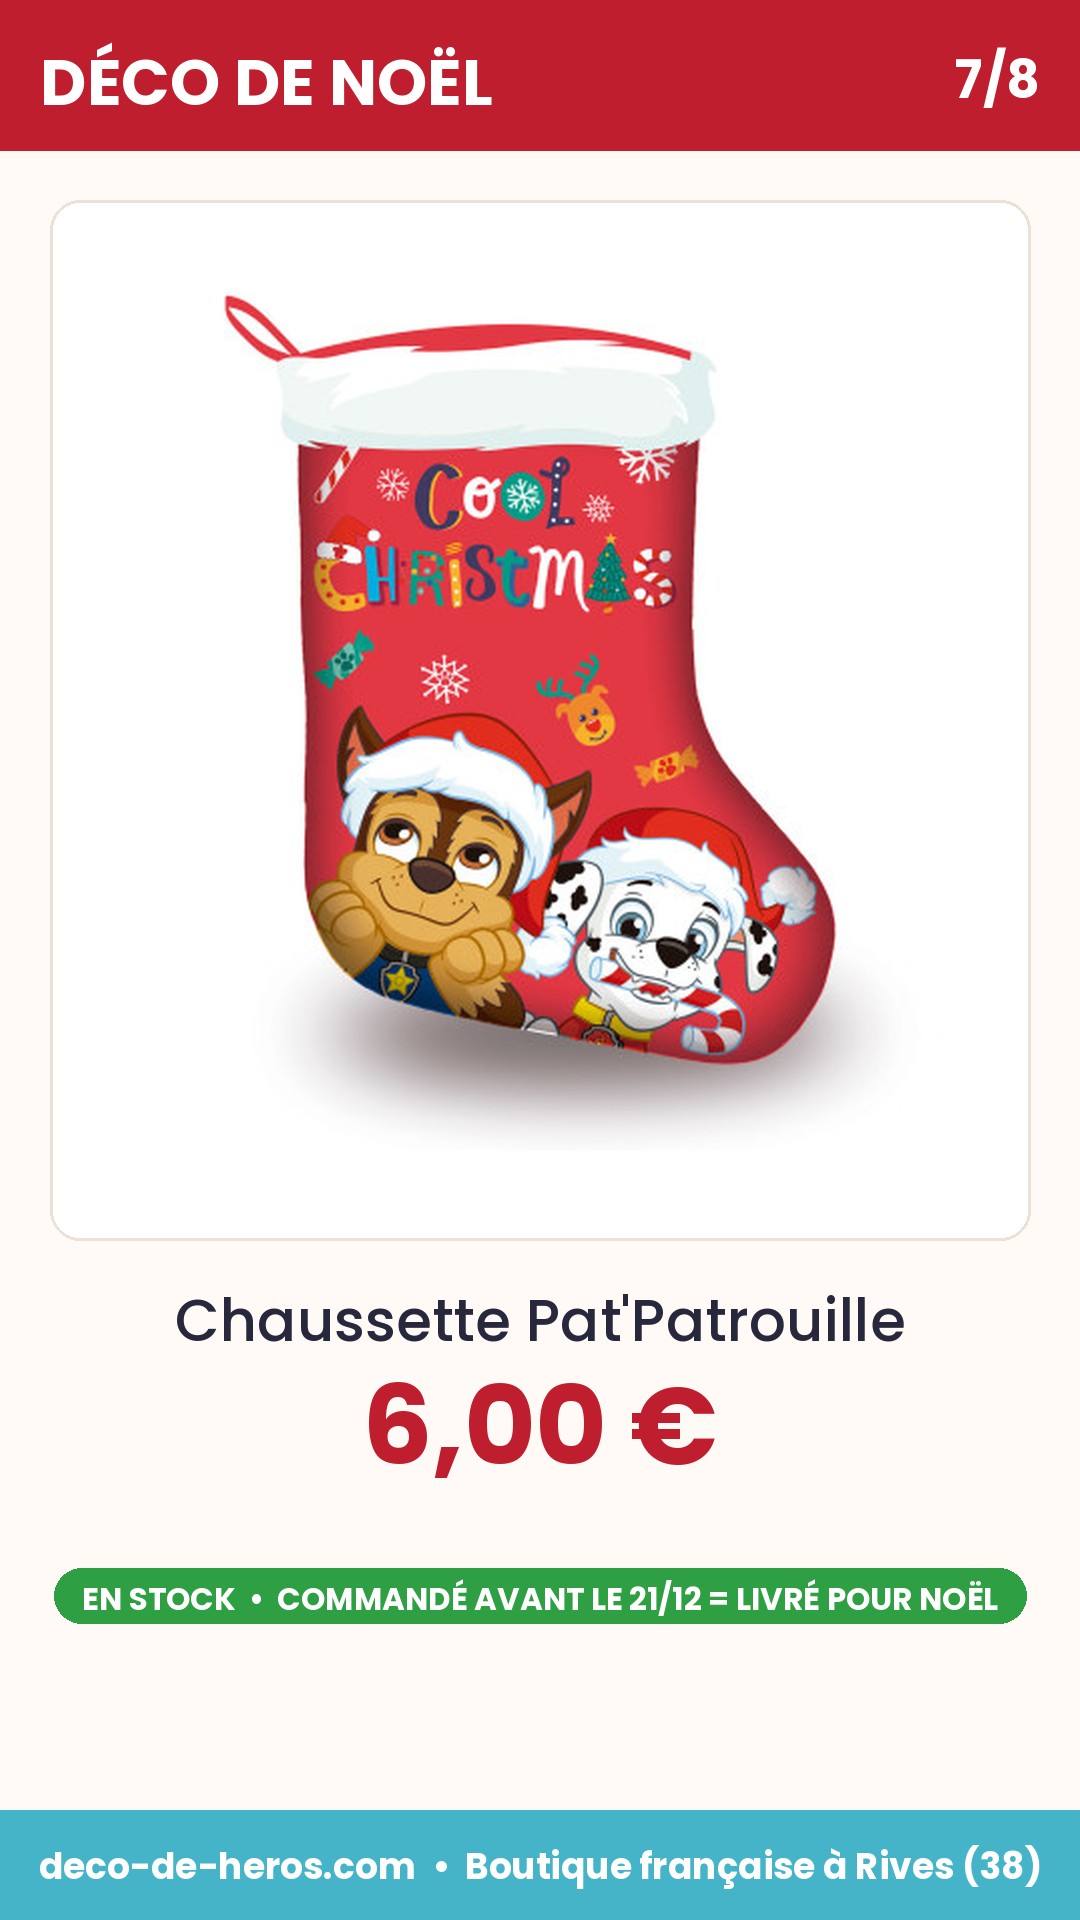 DÉCO DE NOËL
7/8
COOL
CHRISTMAS
Chaussette Pat'Patrouille
6,00 €
EN STOCK • COMMANDÉ AVANT LE 21/12 = LIVRÉ POUR NOËL
deco-de-heros.com • Boutique française à Rives (38)